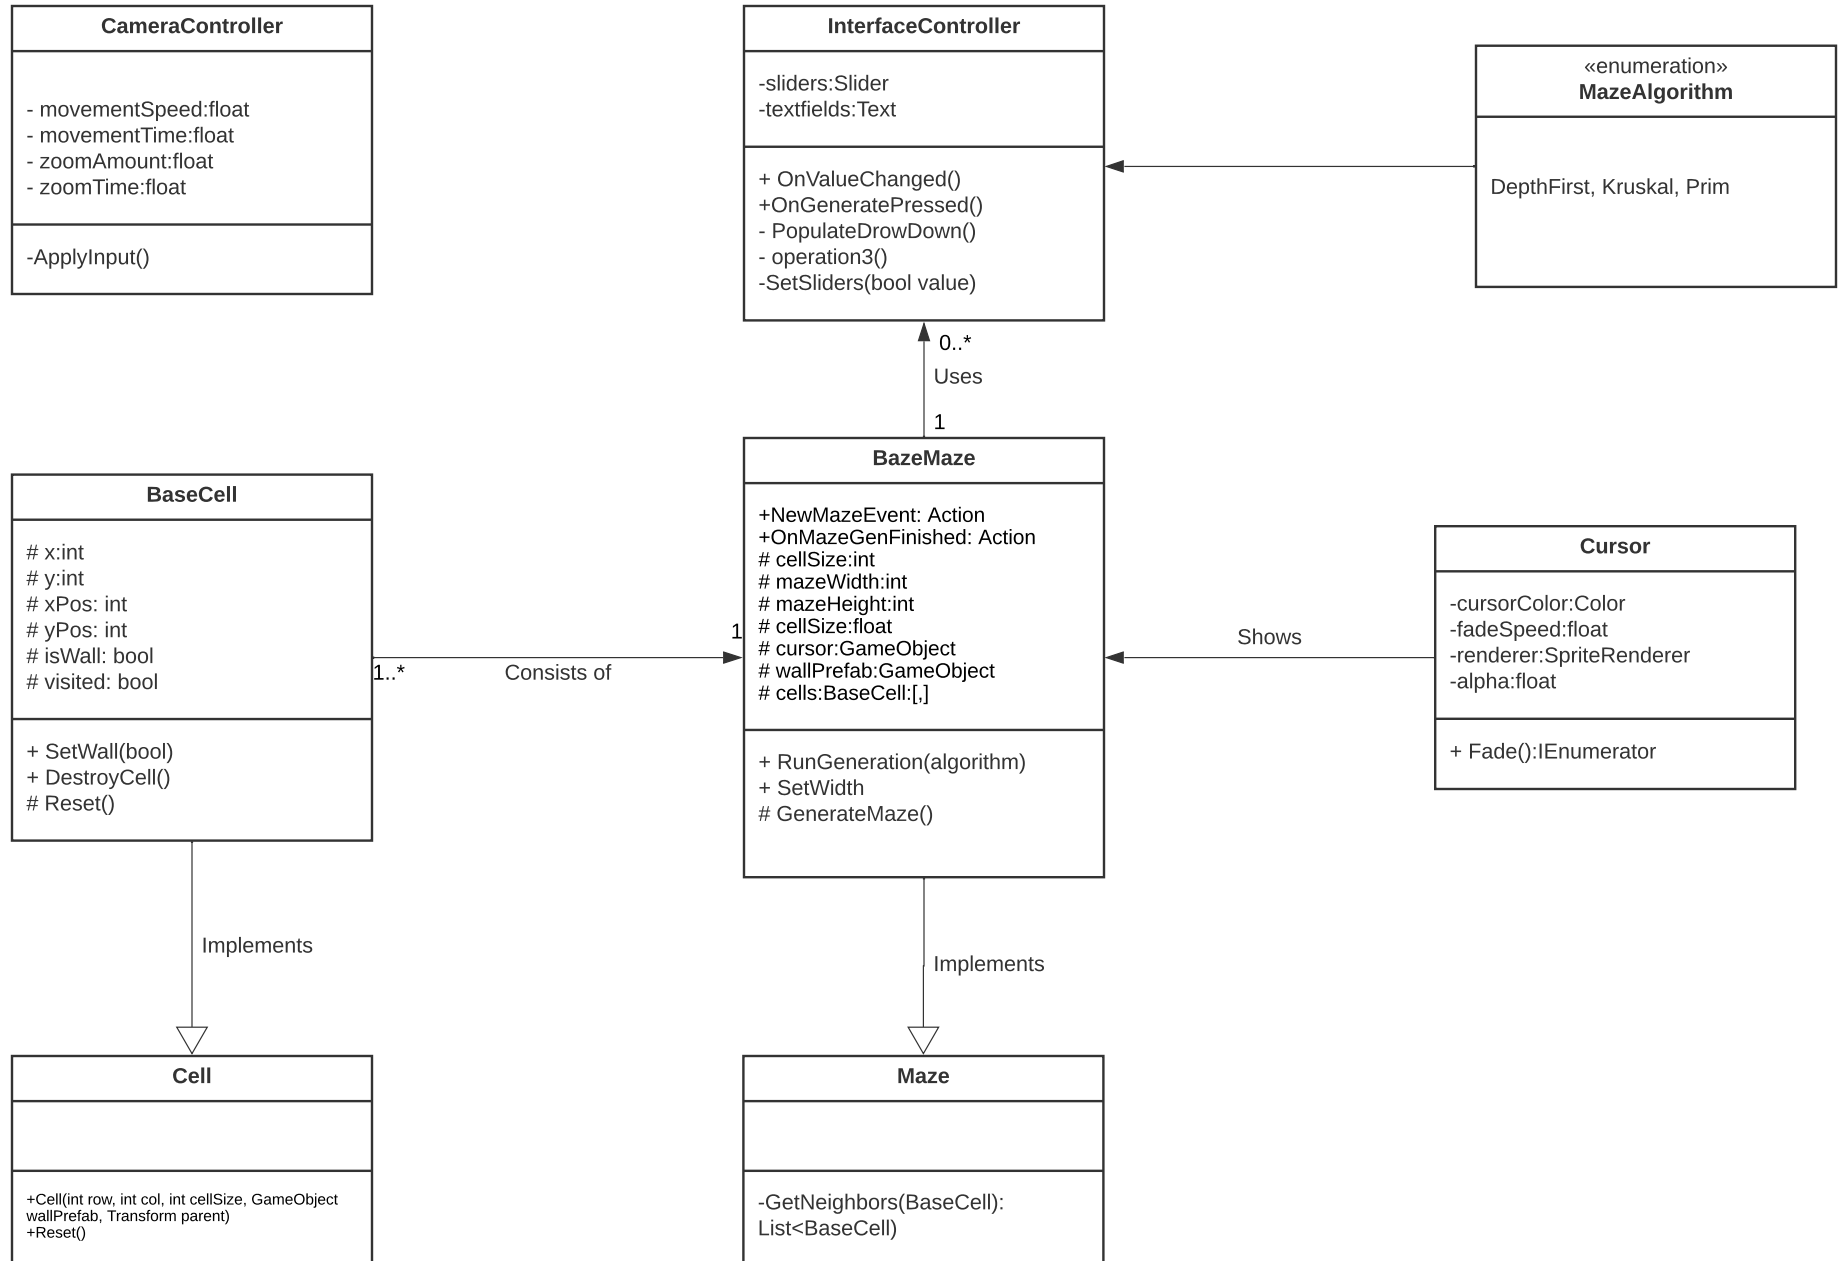 CameraController
- movementSpeed:float
- movementTime:float
- zoomAmount:float
- zoomTime:float
-ApplyInput()
InterfaceController
-sliders:Slider
-textfields:Text
+ OnValueChanged()
+OnGeneratePressed()
- PopulateDrowDown()
- operation3()
-SetSliders(bool value)
«enumeration»
MazeAlgorithm
DepthFirst, Kruskal, Prim
0..*
Uses
1
BaseCell
# x:int
# y:int
# xPos: int
# yPos: int
# isWall: bool
# visited: bool
+ SetWall(bool)
+ DestroyCell()
# Reset()
1..*
Consists of
1
BazeMaze
+NewMazeEvent: Action
+OnMazeGenFinished: Action
# cellSize:int
# mazeWidth:int
# mazeHeight:int
# cellSize:float
# cursor:GameObject
# wallPrefab:GameObject
# cells:BaseCell:[,]
+ RunGeneration(algorithm)
+ SetWidth
# GenerateMaze()
Shows
Cursor
-cursorColor:Color
-fadeSpeed:float
-renderer:SpriteRenderer
-alpha:float
+ Fade():IEnumerator
Implements
Implements
Cell
+Cell(int row, int col, int cellSize, GameObject
wallPrefab, Transform parent)
+Reset()
Maze
-GetNeighbors(BaseCell):
List<BaseCell)